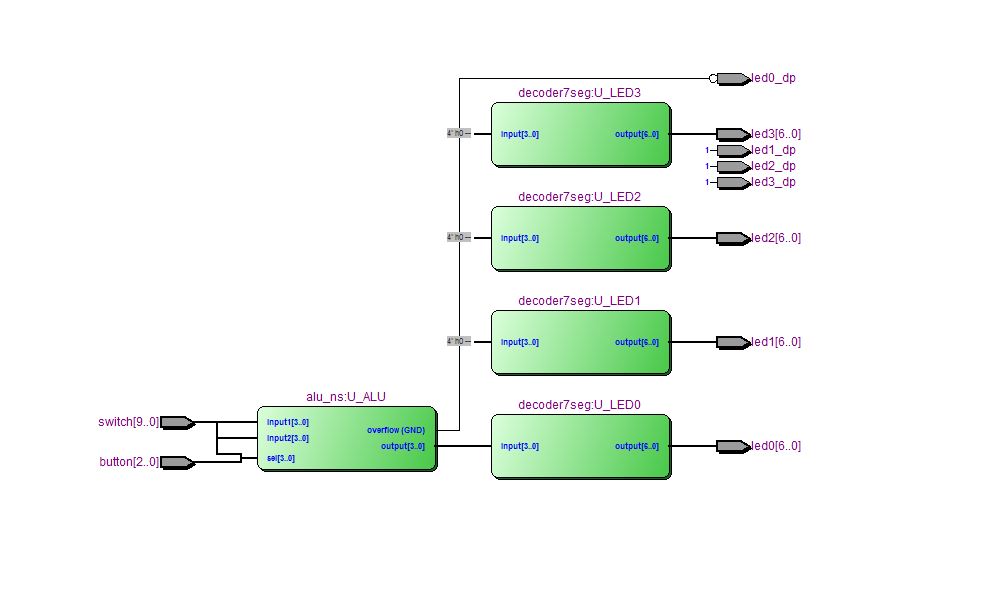 led0_dp
decoder7seg:U_LED3
4' h0
input[3..0]
output[6..0]
led3[6..0]
1
led1_dp
1
led2_dp
1
led3_dp
decoder7seg:U_LED2
4' h0
input[3..0]
output[6..0]
led2[6..0]
decoder7seg:U_LED1
4' h0
input[3..0]
output[6..0]
led1[6..0]
alu_ns:U_ALU
switch[9..0]
button[2..0]
input1[3..0]
input2[3..0]
sel[3..0]
overflow (GND)
output[3..0]
decoder7seg:U_LED0
input[3..0]
output[6..0]
led0[6..0]